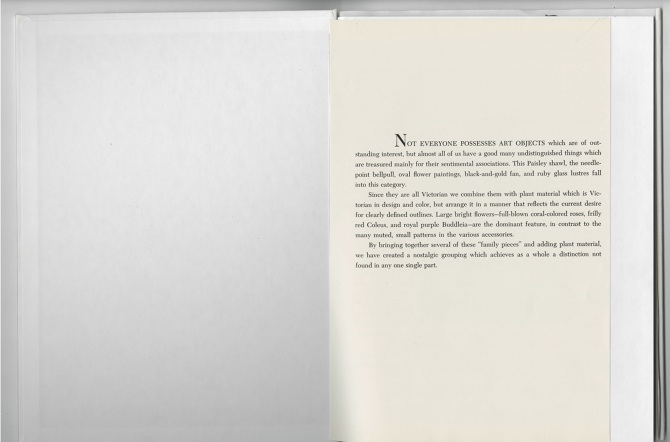 NOT EVERYONE POSSESSES ART OBJECTS which are of out-
standing interest, but almost all of us have a good many undistinguished things which
are treasured mainly for their sentimental associations. This Paisley shawl, the needle-
point bellpull, oval flower paintings, black-and-gold fan, and ruby glass lustres fall
into this category.
Since they are all Victorian we combine them with plant material which is Vic-
torian in design and color, but arrange it in a manner that reflects the current desire
for clearly defined outlines. Large bright flowers—full-blown coral-colored roses, frilly
red Coleus, and royal purple Buddleia—are the dominant feature, in contrast to the
many muted, small patterns in the various accessories.
By bringing together several of these "family pieces" and adding plant material,
we have created a nostalgic grouping which achieves as a whole a distinction not
found in any one single part.